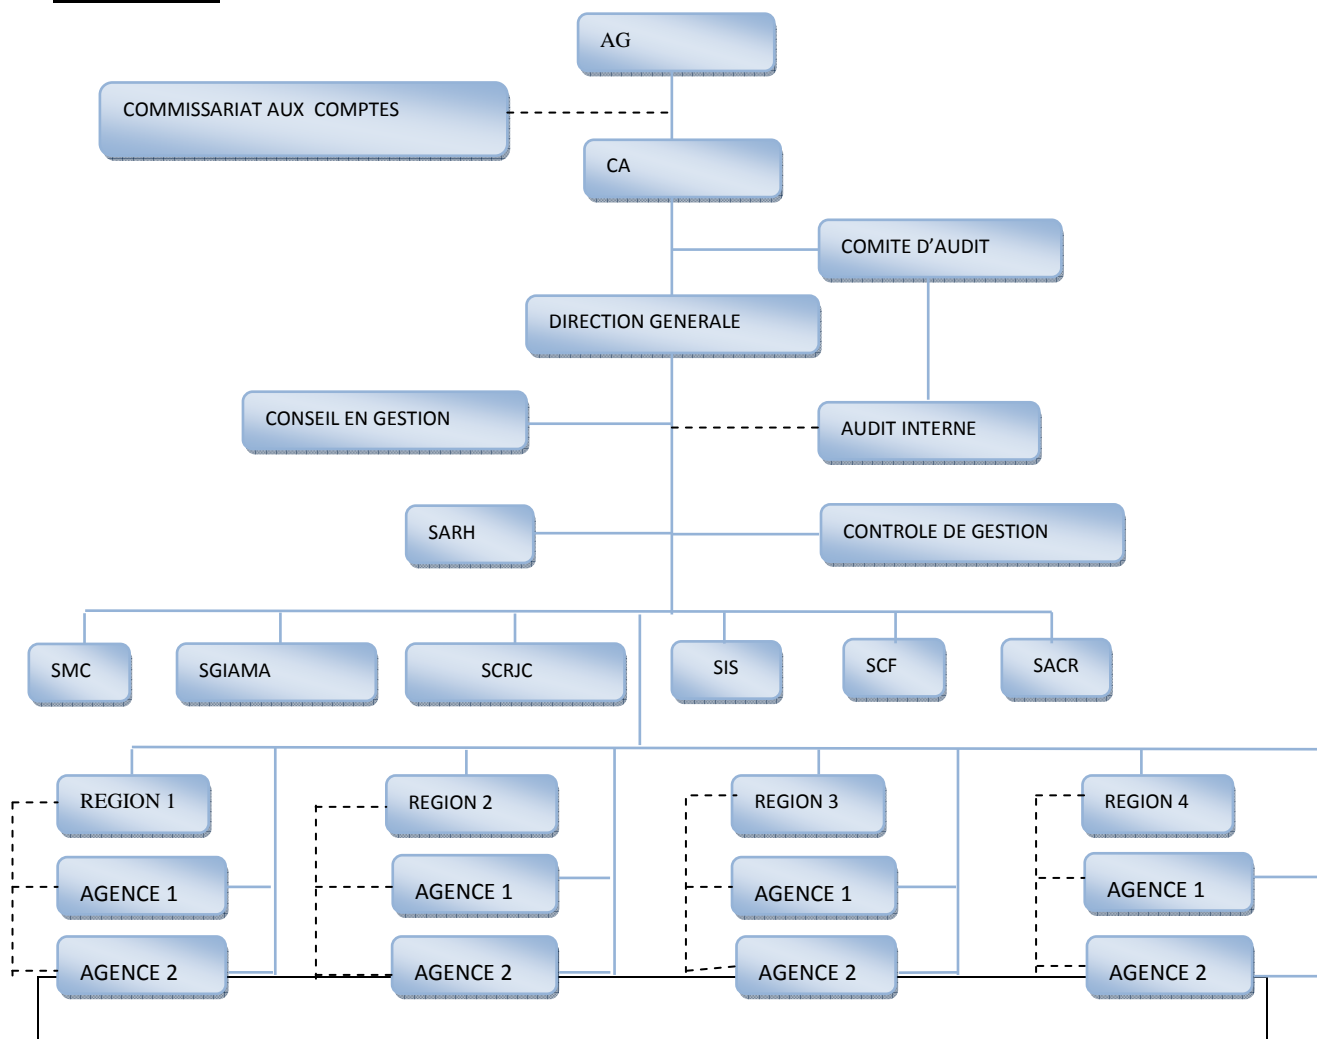 AG
COMMISSARIAT AUX COMPTES
CA
COMITE D'AUDIT
DIRECTION GENERALE
CONSEIL EN GESTION
AUDIT INTERNE
SARH
CONTROLE DE GESTION
SMC
SGIAMA
SCRJC
SIS
SCF
SACR
REGION 1
REGION 2
REGION 3
REGION 4
AGENCE 1
AGENCE 1
AGENCE 1
AGENCE 1
AGENCE 2
AGENCE 2
AGENCE 2
AGENCE 2